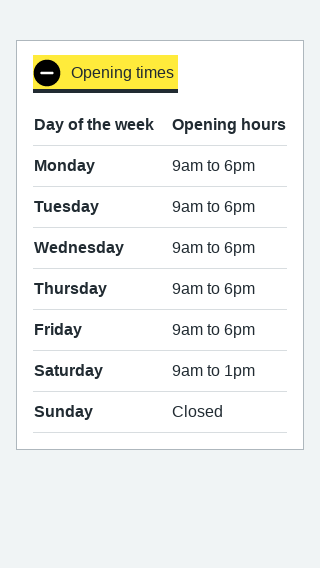 Opening times
Day of the week Opening hours
Monday 9am to 6pm
Tuesday 9am to 6pm
Wednesday 9am to 6pm
Thursday 9am to 6pm
Friday 9am to 6pm
Saturday 9am to 1pm
Sunday Closed